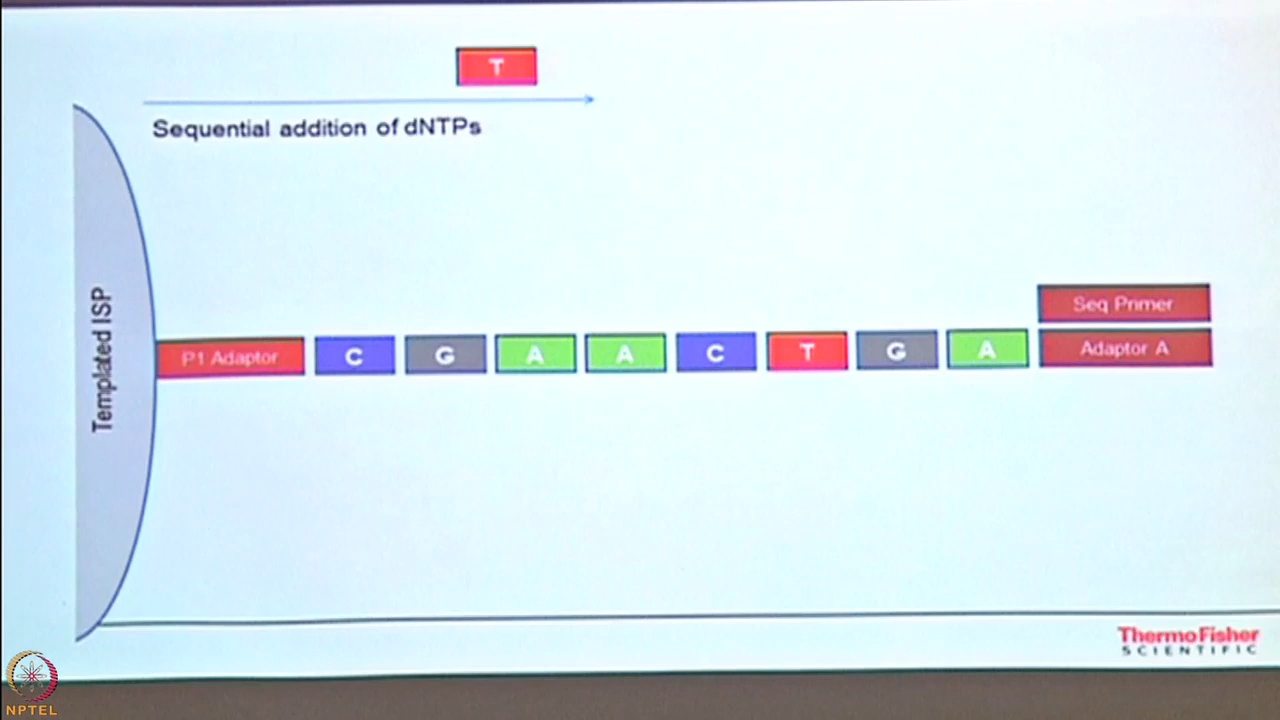 T
Sequential addition of dNTPs
Templated ISP
Seq Primer
P1 Adaptor C G A A C T G A Adaptor A
ThermoFisher
SCIENTIFIC
NPTEL